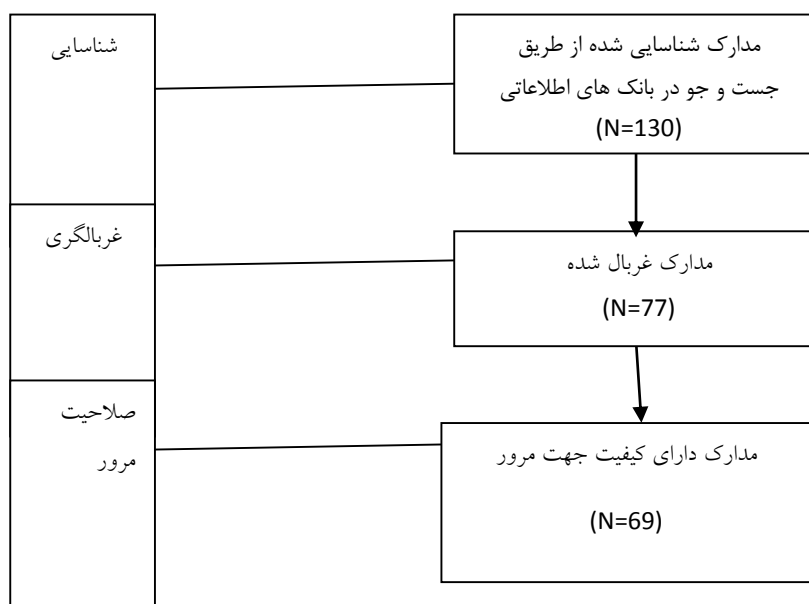 شناسایی
مدارک شناسایی شده از طریق
جست و جو در بانک های اطلاعاتی
(N=130)
غربالگری
مدارک غربال شده
(N=77)
صلاحیت
مرور
مدارک دارای کیفیت جهت مرور
(N=69)